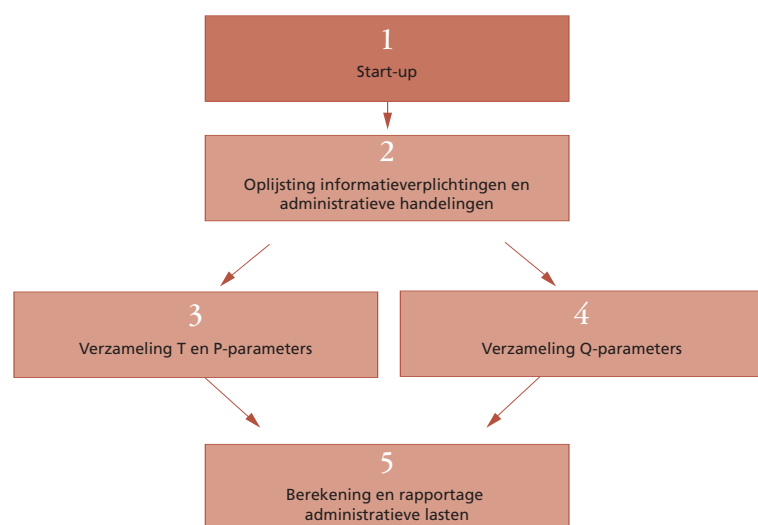 1
Start-up
2
Oplijsting informatieverplichtingen en
administratieve handelingen
3
Verzameling T en P-parameters
4
Verzameling Q-parameters
5
Berekening en rapportage
administratieve lasten